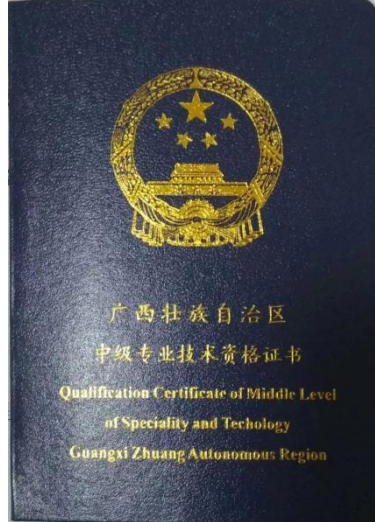 广西壮族自治区
中级专业技术资格证书
Qualification Certificate of Middle Level
of Speciality and Techology
Guangxi Zhuang Autonomous Region